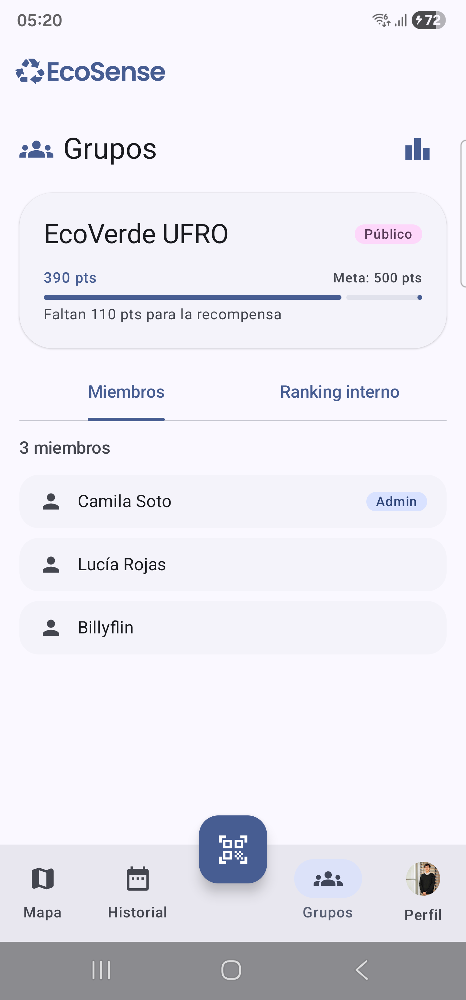 05:20
6
72
EcoSense
Grupos
EcoVerde UFRO
Público
390 pts
Meta: 500 pts
Faltan 110 pts para la recompensa
Miembros
Ranking interno
3 miembros
Camila Soto
Admin
Lucía Rojas
Billyflin
Mapa
Historial
Grupos
Perfil